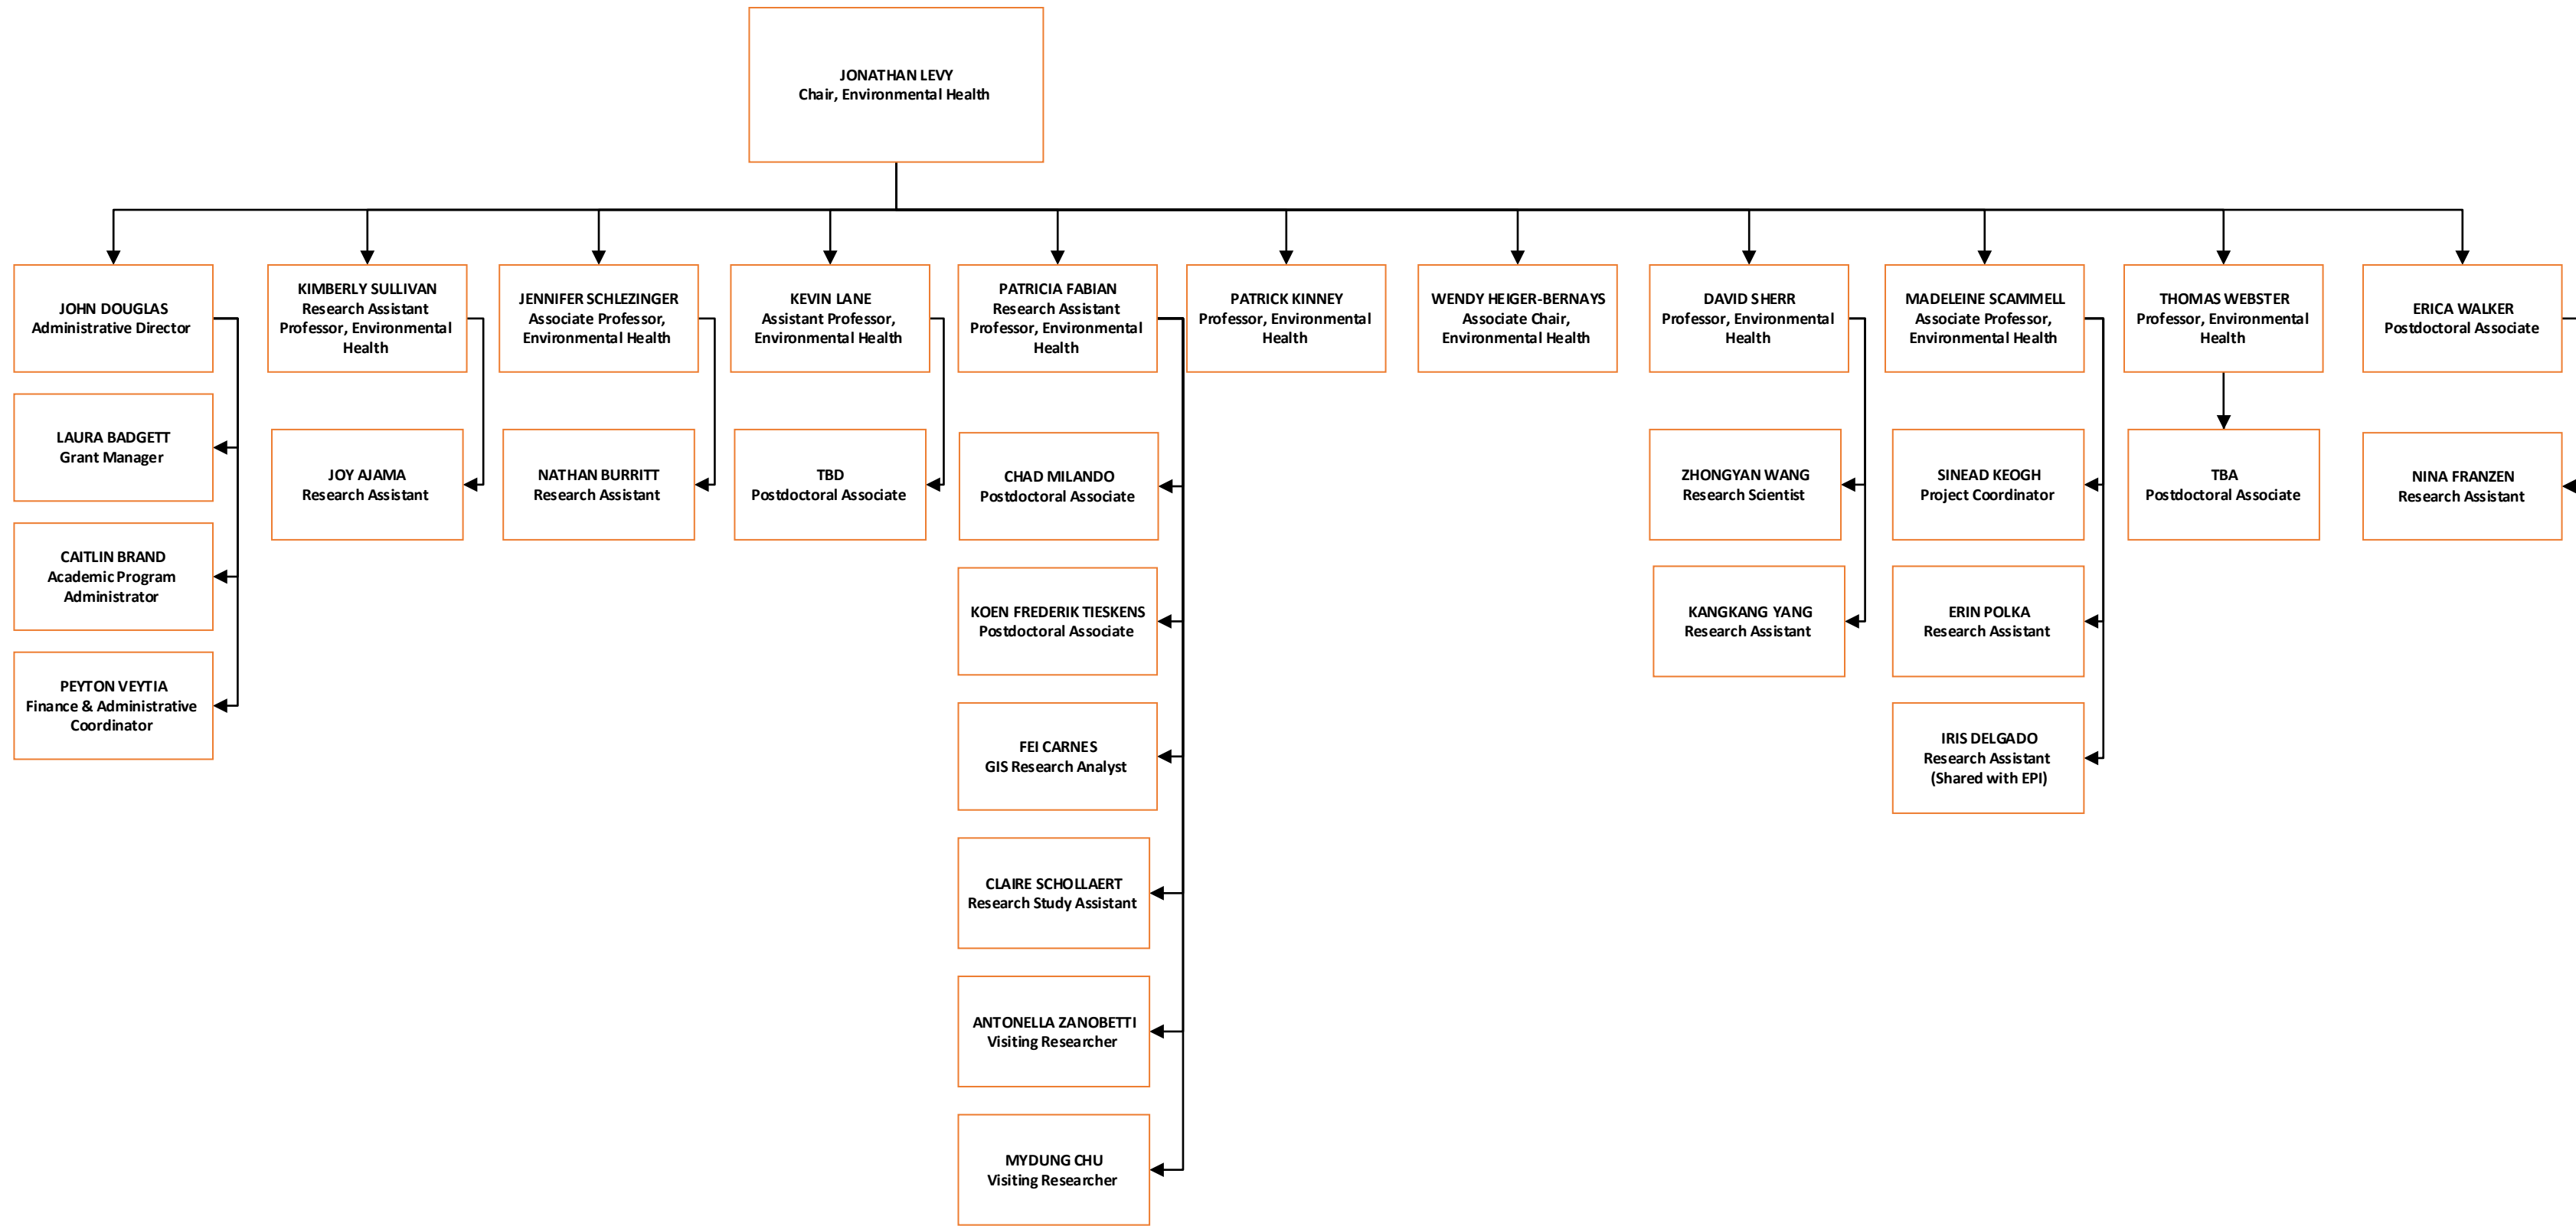 JONATHAN LEVY
Chair, Environmental Health
JOHN DOUGLAS
Administrative Director
KIMBERLY SULLIVAN
Research Assistant
Professor, Environmental
Health
JENNIFER SCHLEZINGER
Associate Professor,
Environmental Health
KEVIN LANE
Assistant Professor,
Environmental Health
PATRICIA FABIAN
Research Assistant
Professor, Environmental
Health
PATRICK KINNEY
Professor, Environmental
Health
WENDY HEIGER-BERNAYS
Associate Chair,
Environmental Health
DAVID SHERR
Professor, Environmental
Health
MADELEINE SCAMMELL
Associate Professor,
Environmental Health
THOMAS WEBSTER
Professor, Environmental
Health
ERICA WALKER
Postdoctoral Associate
LAURA BADGETT
Grant Manager
JOY AJAMA
Research Assistant
NATHAN BURRITT
Research Assistant
TBD
Postdoctoral Associate
CHAD MILANDO
Postdoctoral Associate
ZHONGYAN WANG
Research Scientist
SINEAD KEOGH
Project Coordinator
TBA
Postdoctoral Associate
NINA FRANZEN
Research Assistant
CAITLIN BRAND
Academic Program
Administrator
KOEN FREDERIK TIESKENS
Postdoctoral Associate
KANGKANG YANG
Research Assistant
ERIN POLKA
Research Assistant
PEYTON VEYTIA
Finance & Administrative
Coordinator
FEI CARNES
GIS Research Analyst
IRIS DELGADO
Research Assistant
(Shared with EPI)
CLAIRE SCHOLLAERT
Research Study Assistant
ANTONELLA ZANOBETTI
Visiting Researcher
MYDUNG CHU
Visiting Researcher